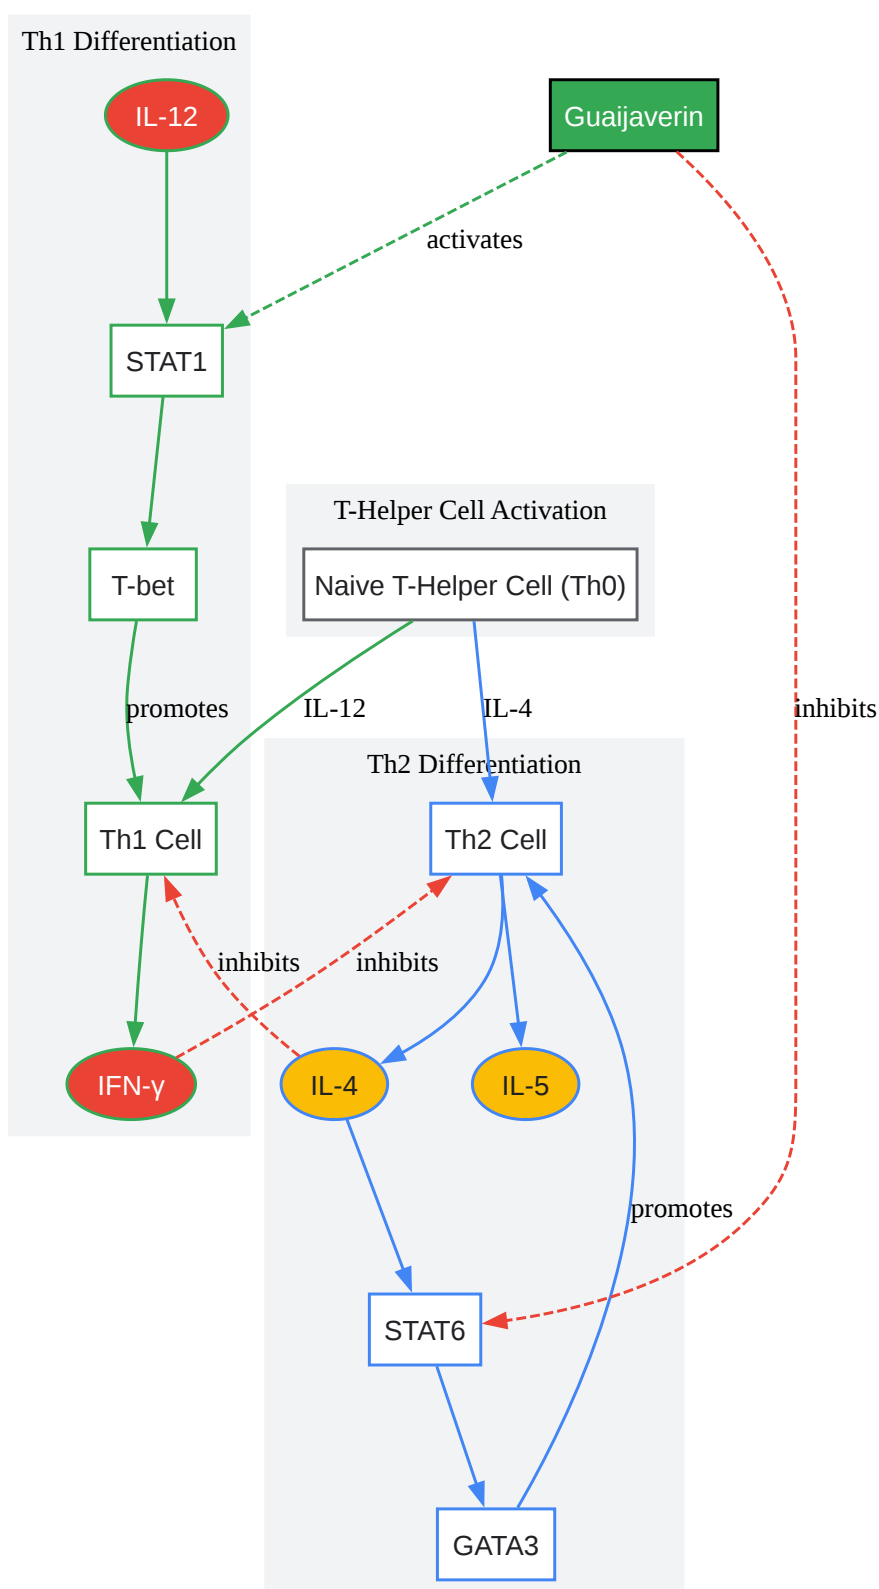 Th1 Differentiation
IL-12
Guaijaverin
activates
STAT1
T-Helper Cell Activation
T-bet
Naive T-Helper Cell (Th0)
promotes
IL-12
IL-4
inhibits
Th2 Differentiation
Th1 Cell
Th2 Cell
inhibits
inhibits
IFN-γ
IL-4
IL-5
promotes
STAT6
GATA3